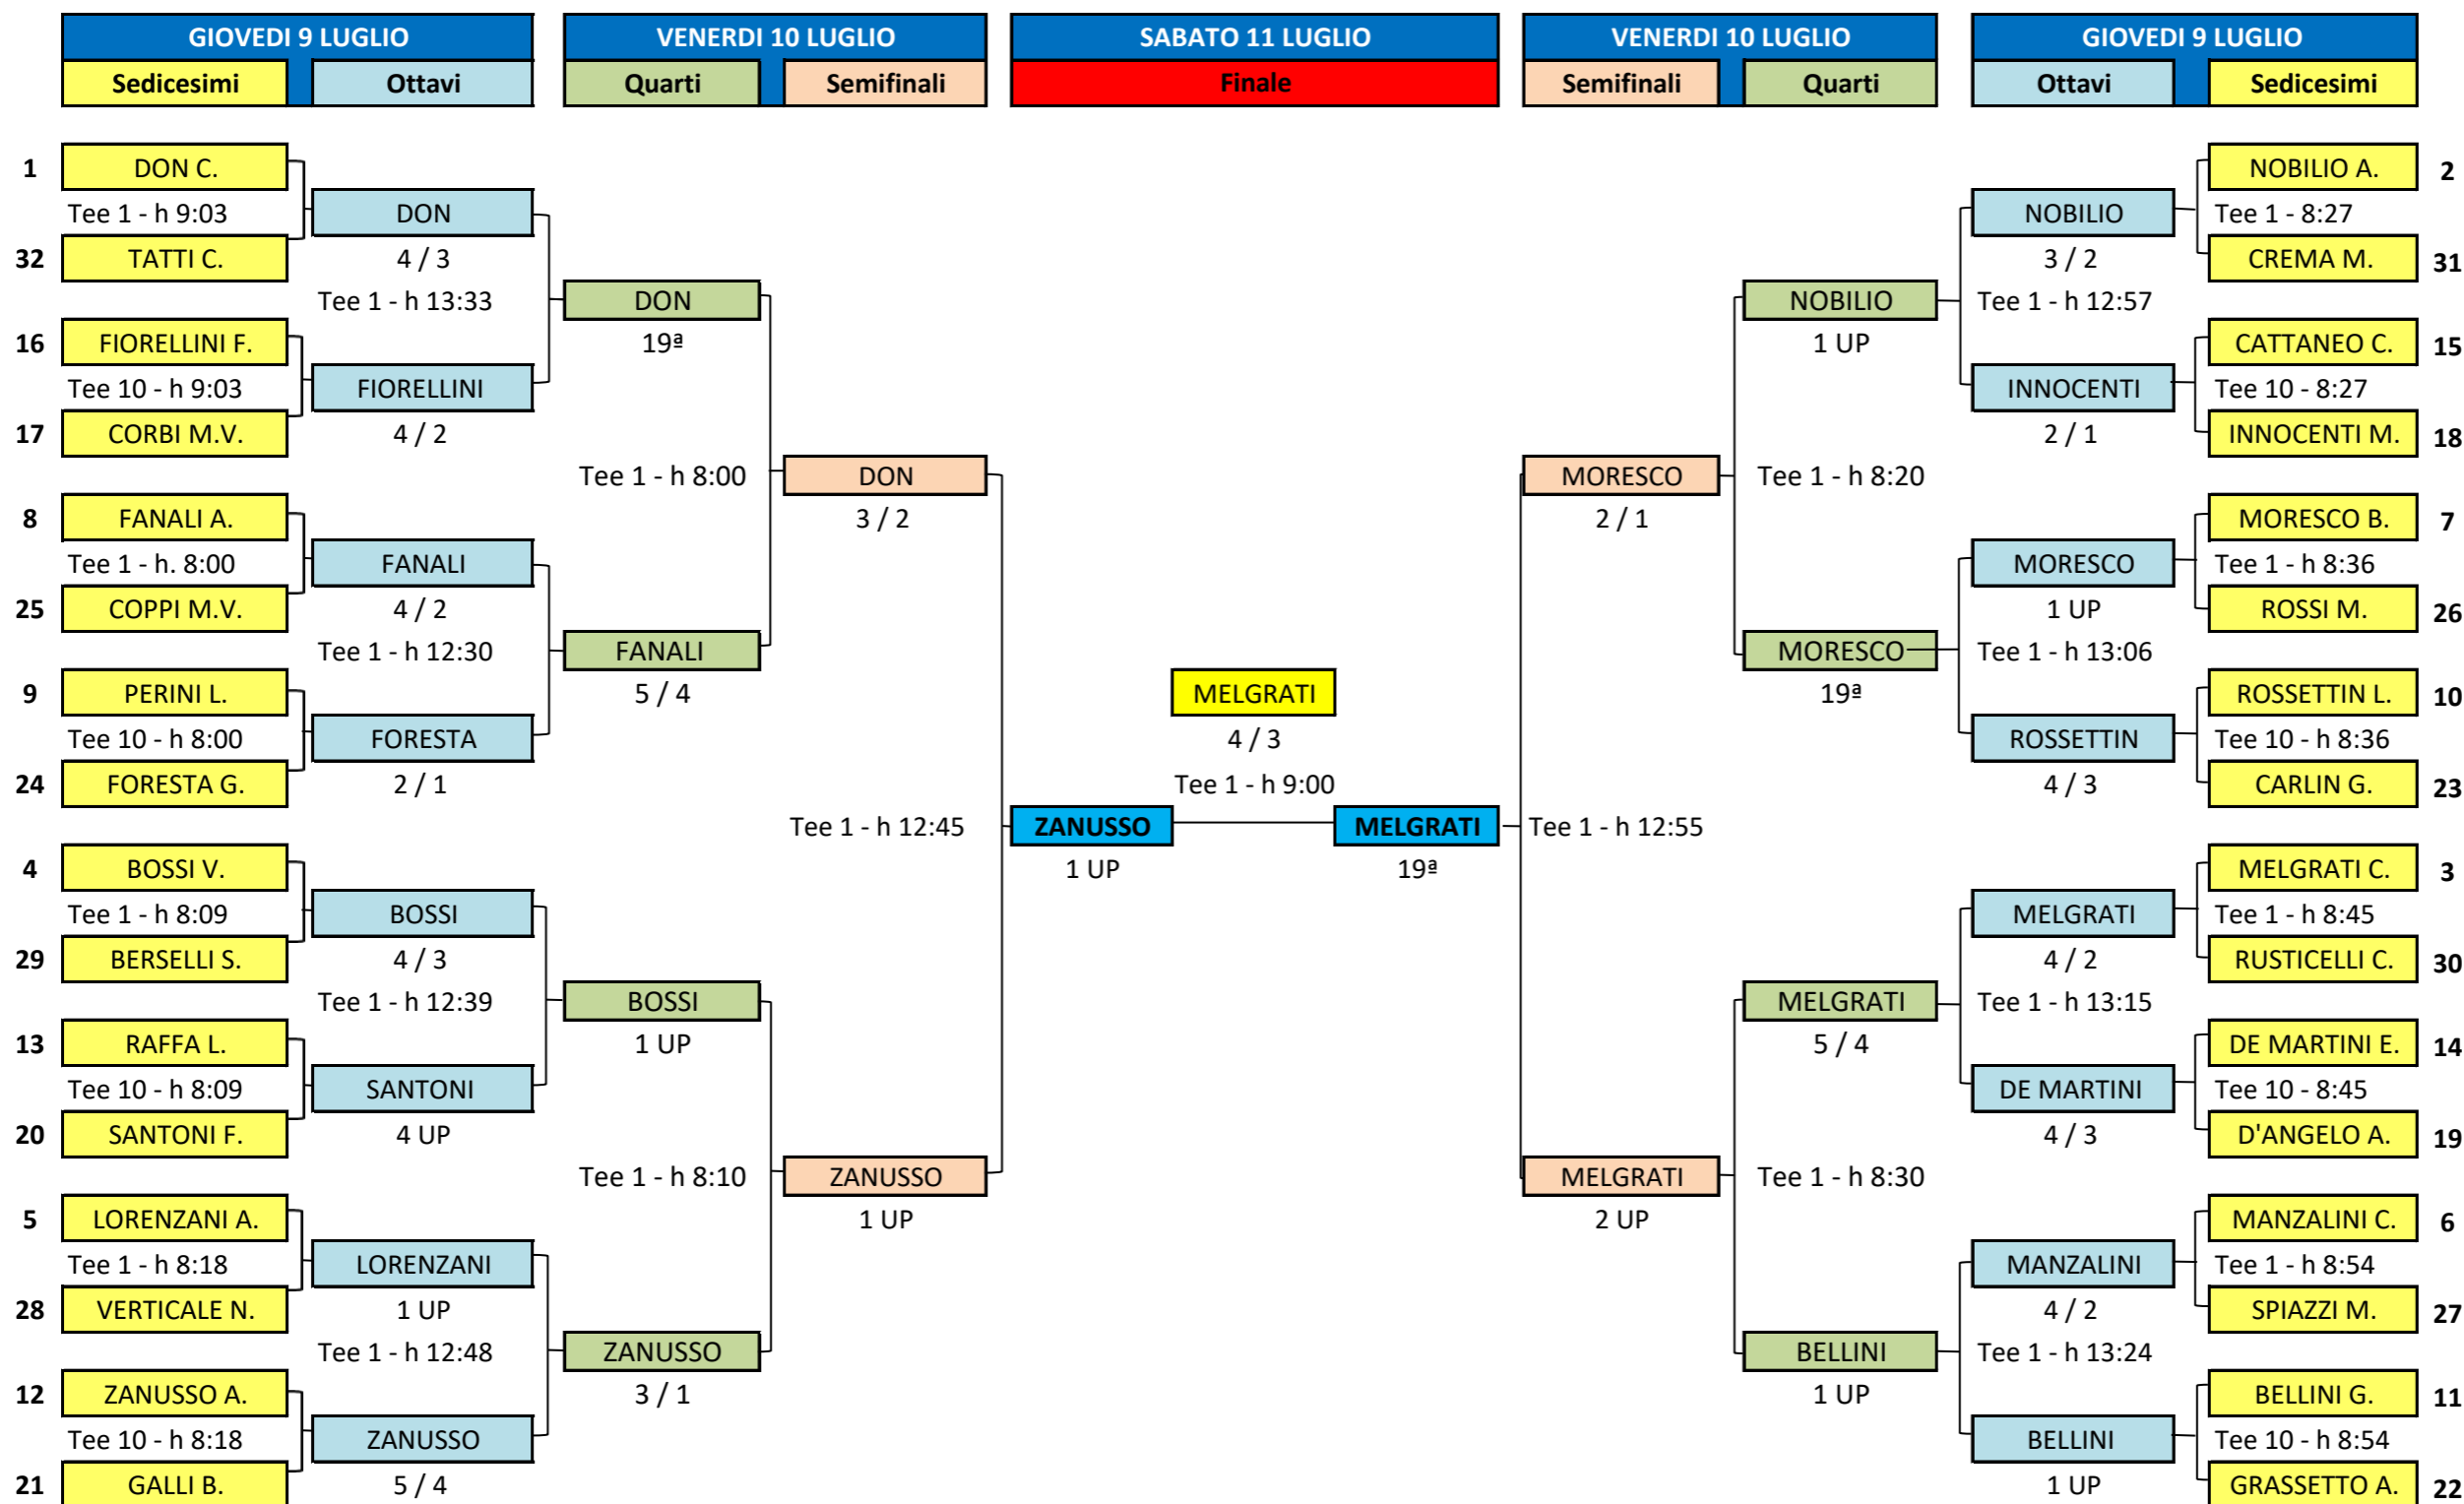 GIOVEDI 9 LUGLIO VENERDI 10 LUGLIO SABATO 11 LUGLIO VENERDI 10 LUGLIO GIOVEDI 9 LUGLIO
Sedicesimi Ottavi Quarti Semifinali Finale Semifinali Quarti Ottavi Sedicesimi
1 DON C. NOBILIO A. 2
Tee 1 - h 9:03 DON NOBILIO Tee 1 - 8:27
32 TATTI C. 4 / 3 3 / 2 CREMA M. 31
Tee 1 - h 13:33 DON NOBILIO Tee 1 - h 12:57
16 FIORELLINI F. 19ª 1 UP CATTANEO C. 15
Tee 10 - h 9:03 FIORELLINI INNOCENTI Tee 10 - 8:27
17 CORBI M.V. 4 / 2 2 / 1 INNOCENTI M. 18
Tee 1 - h 8:00 DON MORESCO Tee 1 - h 8:20
8 FANALI A. 3 / 2 2 / 1 MORESCO B. 7
Tee 1 - h. 8:00 FANALI MORESCO Tee 1 - h 8:36
25 COPPI M.V. 4 / 2 1 UP ROSSI M. 26
Tee 1 - h 12:30 FANALI MORESCO Tee 1 - h 13:06
9 PERINI L. 5 / 4 MELGRATI 19ª ROSSETTIN L. 10
Tee 10 - h 8:00 FORESTA 4 / 3 ROSSETTIN Tee 10 - h 8:36
24 FORESTA G. 2 / 1 Tee 1 - h 9:00 4 / 3 CARLIN G. 23
Tee 1 - h 12:45 ZANUSSO MELGRATI Tee 1 - h 12:55
4 BOSSI V. 1 UP 19ª MELGRATI C. 3
Tee 1 - h 8:09 BOSSI MELGRATI Tee 1 - h 8:45
29 BERSELLI S. 4 / 3 4 / 2 RUSTICELLI C. 30
Tee 1 - h 12:39 BOSSI MELGRATI Tee 1 - h 13:15
13 RAFFA L. 1 UP 5 / 4 DE MARTINI E. 14
Tee 10 - h 8:09 SANTONI DE MARTINI Tee 10 - 8:45
20 SANTONI F. 4 UP 4 / 3 D'ANGELO A. 19
Tee 1 - h 8:10 ZANUSSO MELGRATI Tee 1 - h 8:30
5 LORENZANI A. 1 UP 2 UP MANZALINI C. 6
Tee 1 - h 8:18 LORENZANI MANZALINI Tee 1 - h 8:54
28 VERTICALE N. 1 UP 4 / 2 SPIAZZI M. 27
Tee 1 - h 12:48 ZANUSSO BELLINI Tee 1 - h 13:24
12 ZANUSSO A. 3 / 1 1 UP BELLINI G. 11
Tee 10 - h 8:18 ZANUSSO BELLINI Tee 10 - h 8:54
21 GALLI B. 5 / 4 1 UP GRASSETTO A. 22